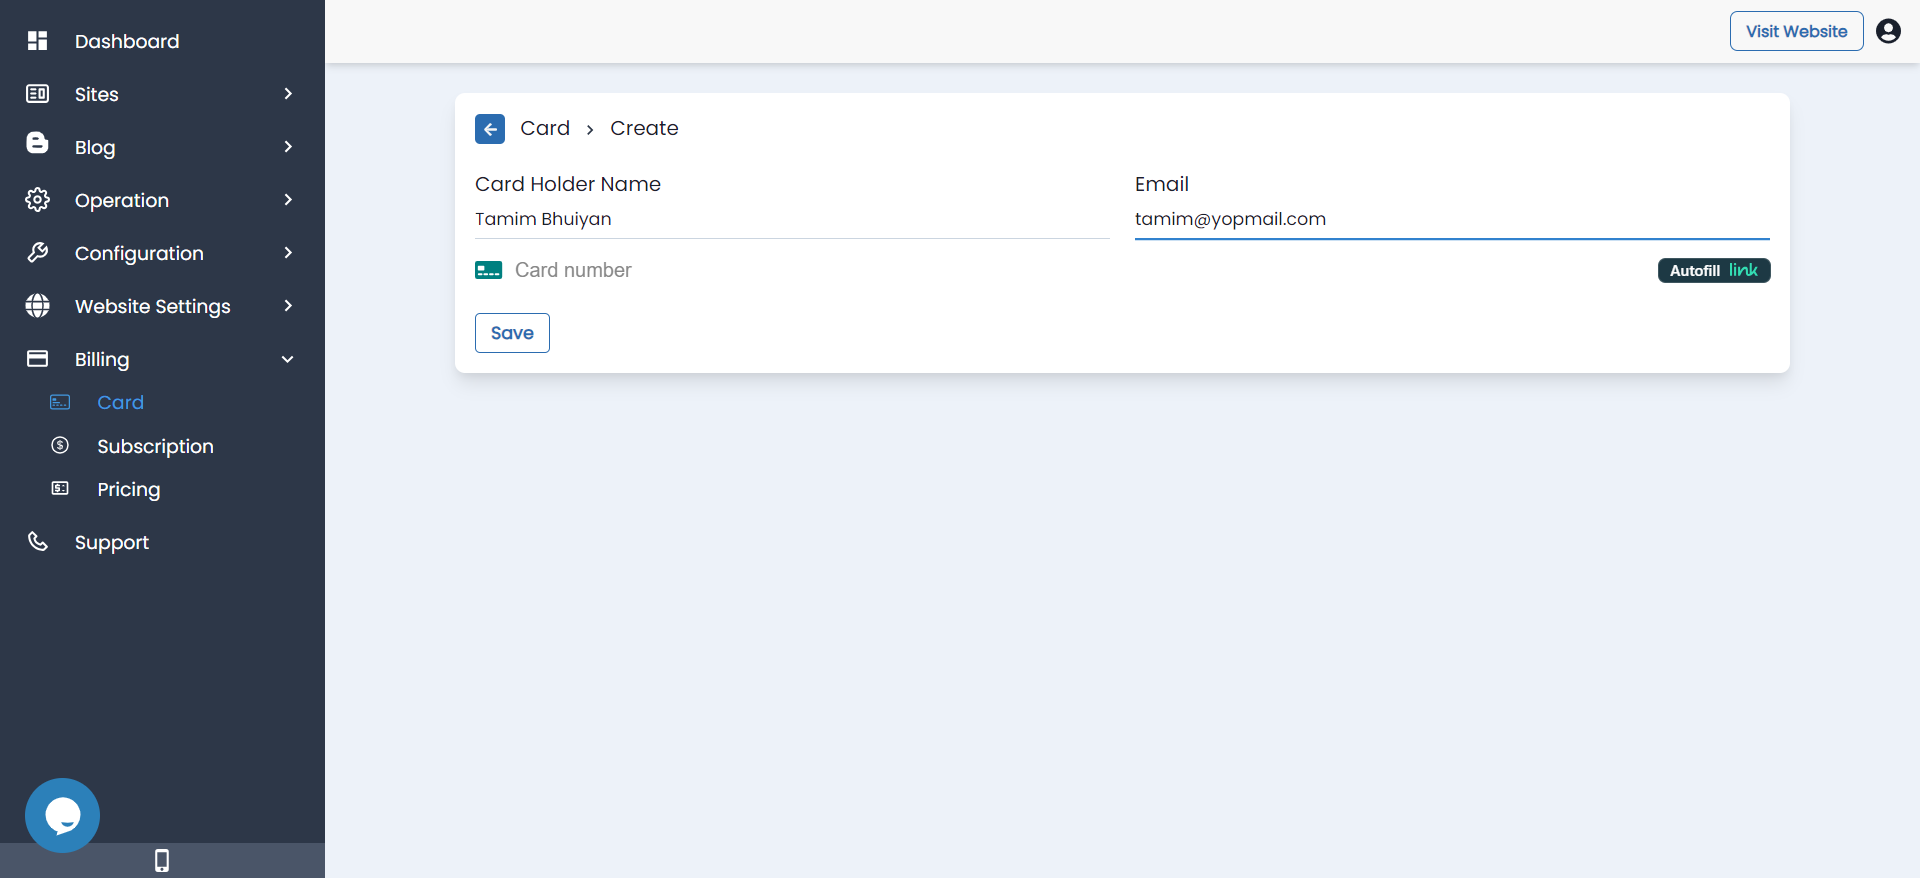 Dashboard
Sites
Blog
Operation
Configuration
Website Settings
Billing
Card
Subscription
Pricing
Support
Visit Website
Card > Create
Card Holder Name
Tamim Bhuiyan
Email
tamim@yopmail.com
Card number
Autofill link
Save